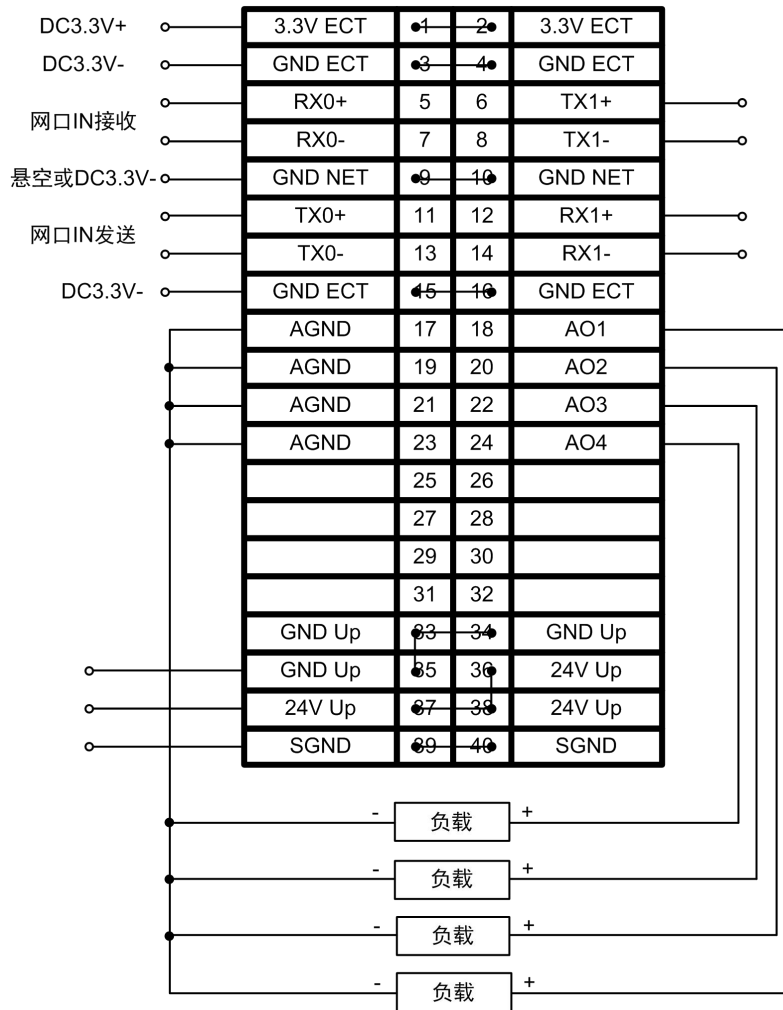 DC3.3V+ 3.3V ECT 1 2 3.3V ECT
DC3.3V- GND ECT 3 4 GND ECT
RX0+ 5 6 TX1+
网口IN接收
RX0- 7 8 TX1-
悬空或DC3.3V- GND NET 9 10 GND NET
TX0+ 11 12 RX1+
网口IN发送
TX0- 13 14 RX1-
DC3.3V- GND ECT 15 16 GND ECT
AGND 17 18 AO1
AGND 19 20 AO2
AGND 21 22 AO3
AGND 23 24 AO4
25 26
27 28
29 30
31 32
GND Up 33 34 GND Up
GND Up 35 36 24V Up
24V Up 37 38 24V Up
SGND 39 40 SGND
- 负载 +
- 负载 +
- 负载 +
- 负载 +